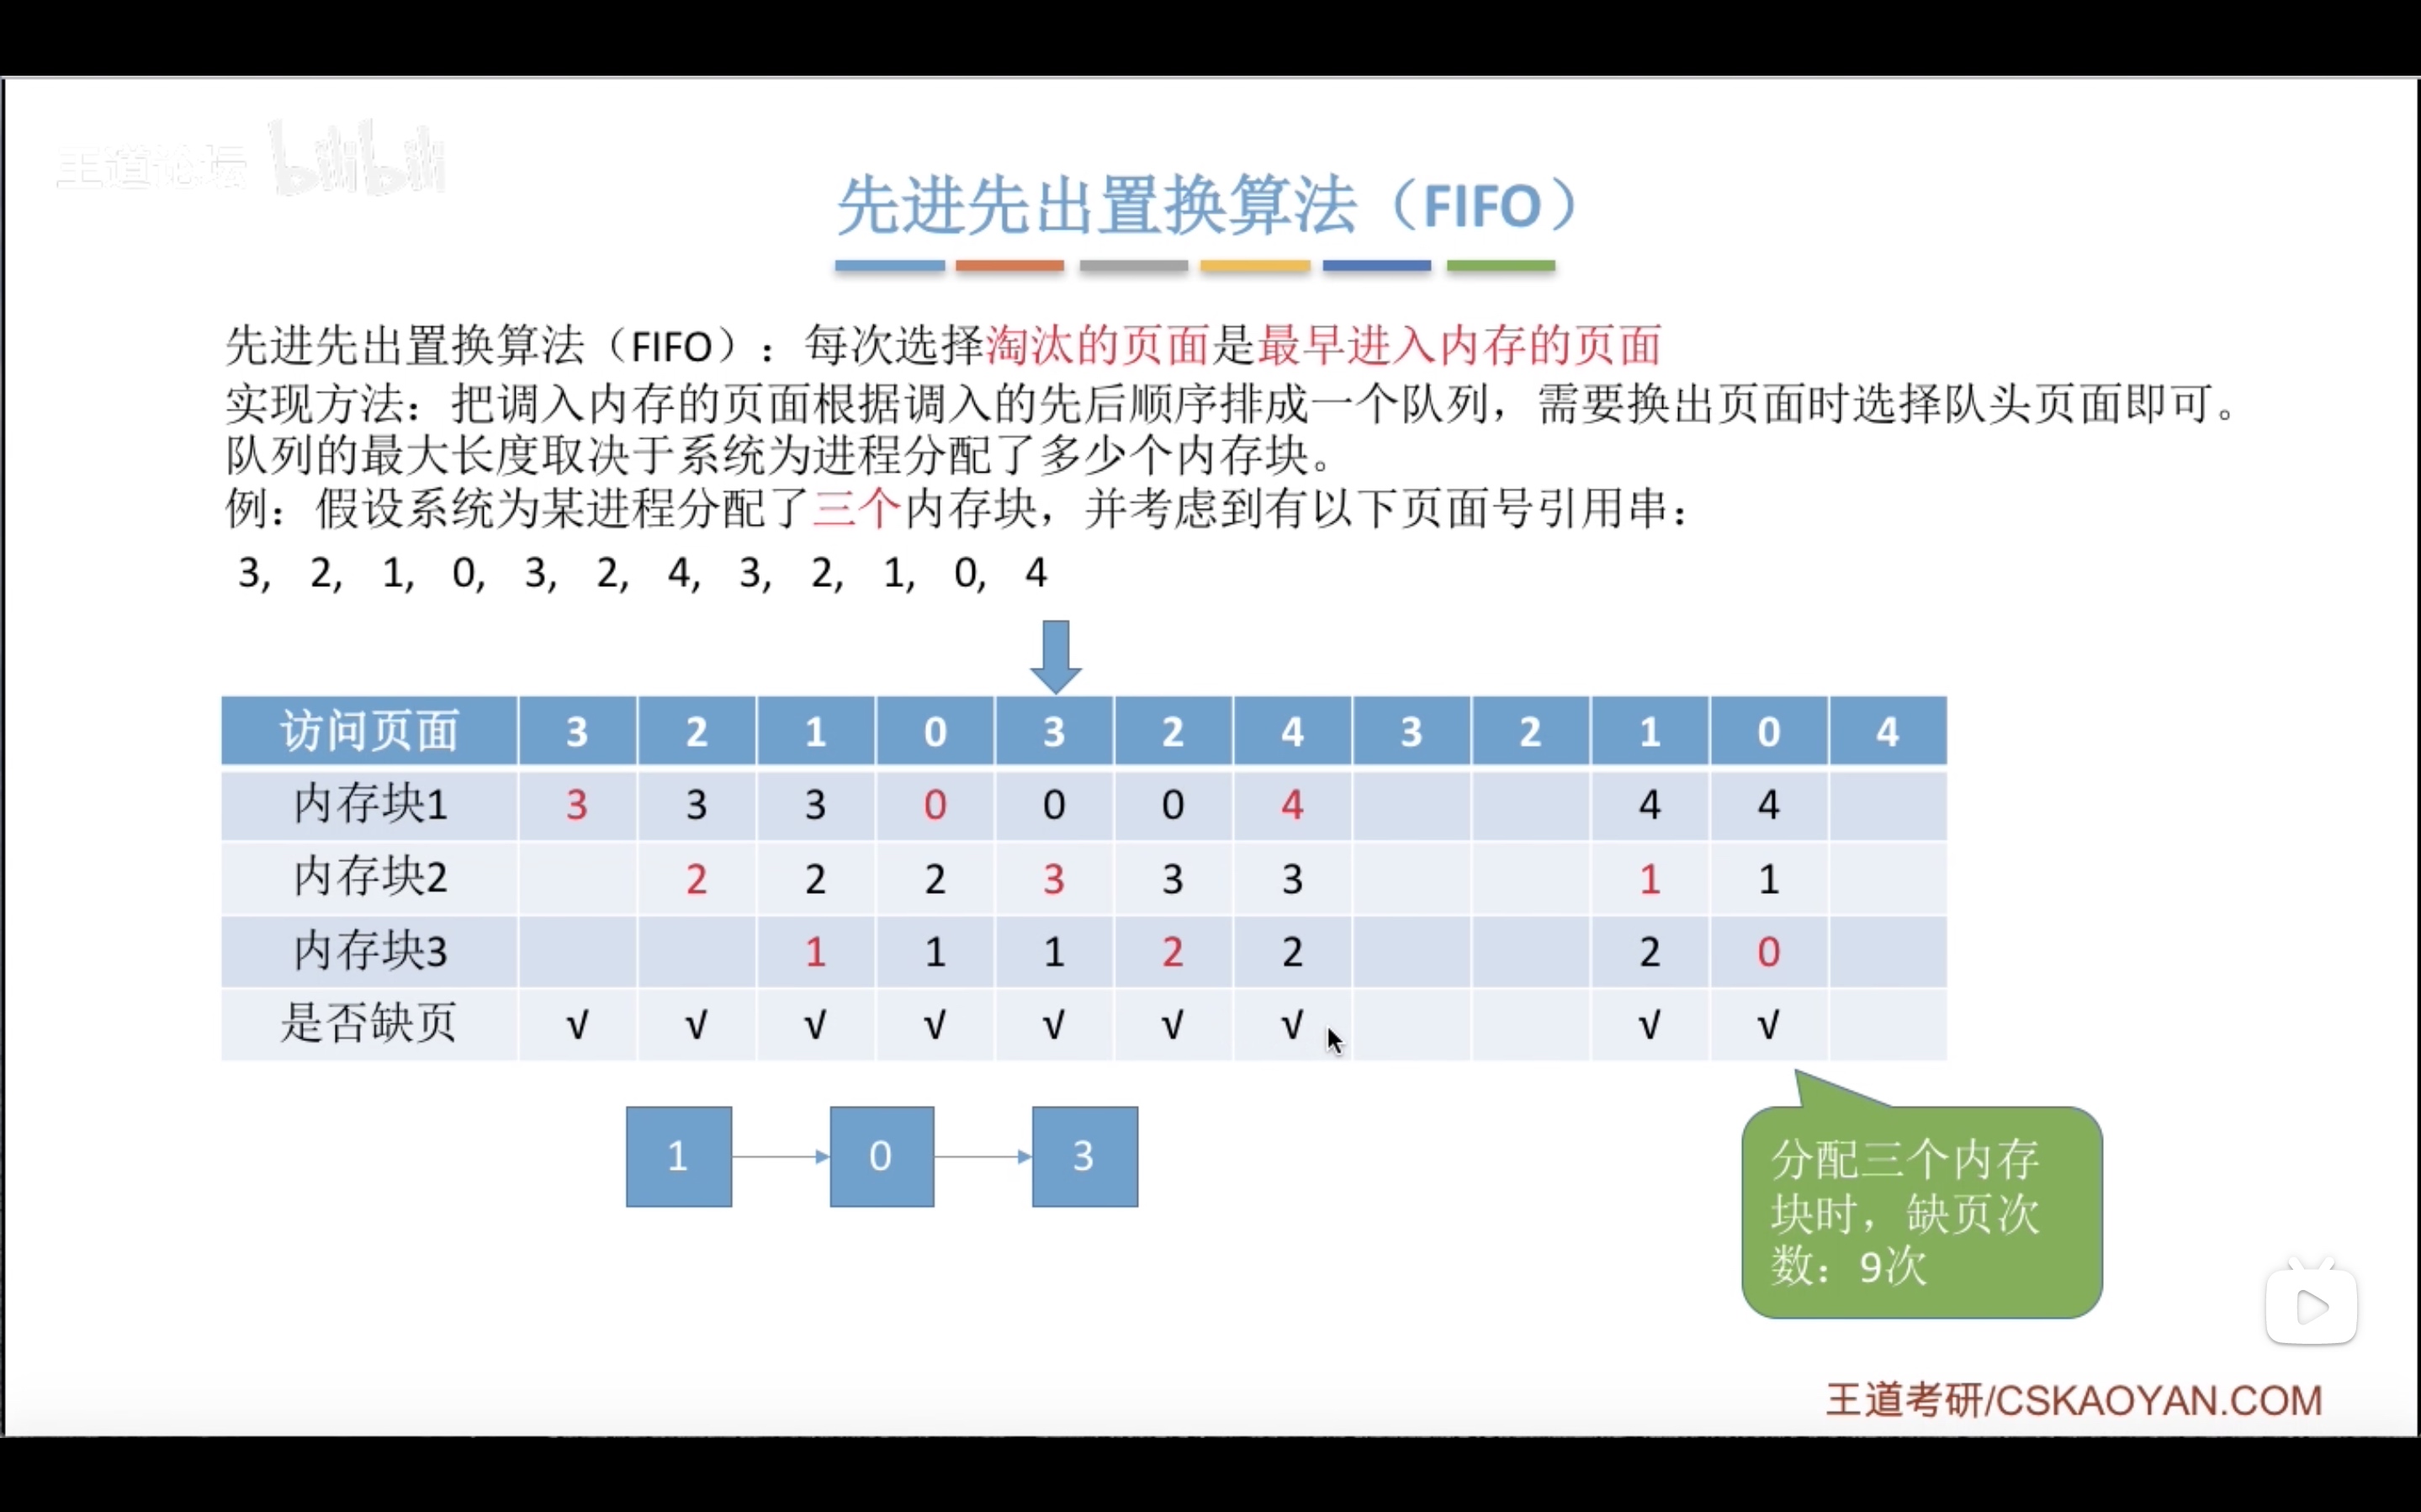 王道论坛 bilibili
先进先出置换算法（FIFO）
先进先出置换算法（FIFO）：每次选择淘汰的页面是最早进入内存的页面
实现方法：把调入内存的页面根据调入的先后顺序排成一个队列，需要换出页面时选择队头页面即可。
队列的最大长度取决于系统为进程分配了多少个内存块。
例：假设系统为某进程分配了三个内存块，并考虑到有以下页面号引用串：
3, 2, 1, 0, 3, 2, 4, 3, 2, 1, 0, 4
访问页面 3 2 1 0 3 2 4 3 2 1 0 4
内存块1 3 3 3 0 0 0 4 4 4
内存块2 2 2 2 3 3 3 1 1
内存块3 1 1 1 2 2 2 0
是否缺页 √ √ √ √ √ √ √ √ √
1 0 3
分配三个内存
块时，缺页次
数：9次
王道考研/CSKAOYAN.COM